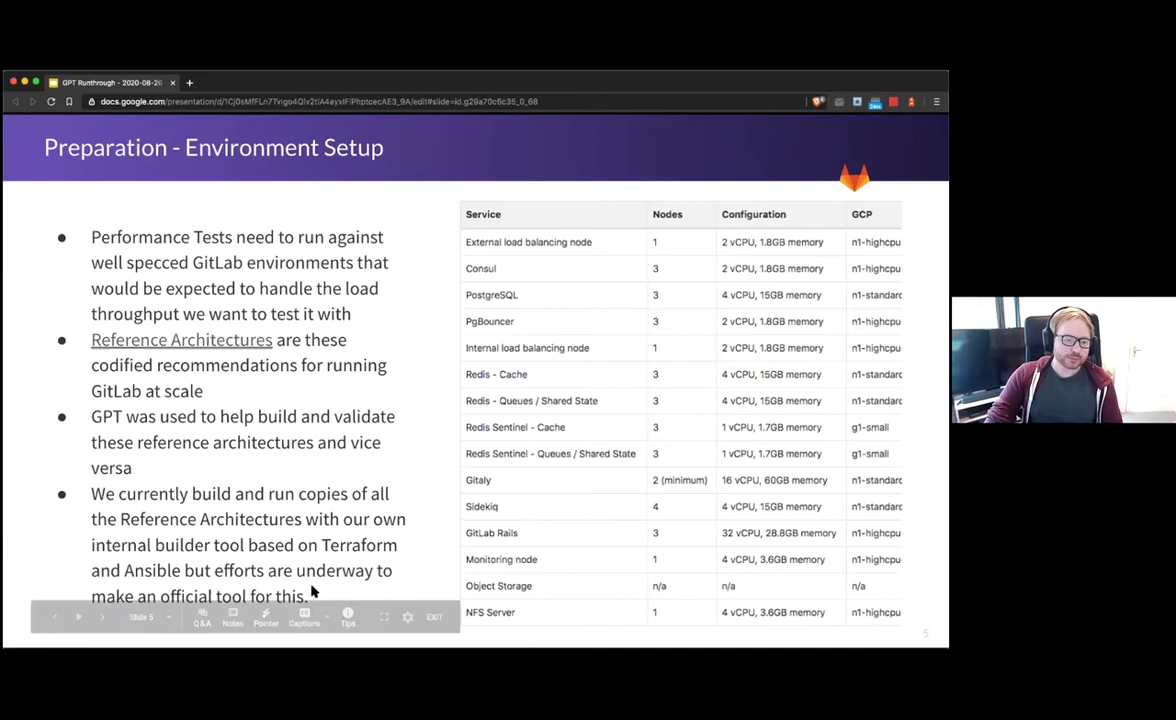 GPT Runthrough - 2020-08-26
docs.google.com
Preparation - Environment Setup
● Performance Tests need to run against
well specced GitLab environments that
would be expected to handle the load
throughput we want to test it with
● Reference Architectures are these
codified recommendations for running
GitLab at scale
● GPT was used to help build and validate
these reference architectures and vice
versa
● We currently build and run copies of all
the Reference Architectures with our own
internal builder tool based on Terraform
and Ansible but efforts are underway to
make an official tool for this.
Service Nodes Configuration GCP
External load balancing node 1 2 vCPU, 1.8GB memory n1-highcpu-
Consul 3 2 vCPU, 1.8GB memory n1-highcpu-
PostgreSQL 3 4 vCPU, 15GB memory n1-standard
PgBouncer 3 2 vCPU, 1.8GB memory n1-highcpu-
Internal load balancing node 1 2 vCPU, 1.8GB memory n1-highcpu-
Redis - Cache 3 4 vCPU, 15GB memory n1-standard
Redis - Queues / Shared State 3 4 vCPU, 15GB memory n1-standard
Redis Sentinel - Cache 3 1 vCPU, 1.7GB memory g1-small
Redis Sentinel - Queues / Shared State 3 1 vCPU, 1.7GB memory g1-small
Gitaly 2 (minimum) 16 vCPU, 60GB memory n1-standard
Sidekiq 4 4 vCPU, 15GB memory n1-standard
GitLab Rails 3 32 vCPU, 28.8GB memory n1-highcpu-
Monitoring node 1 4 vCPU, 3.6GB memory n1-highcpu-
Object Storage n/a n/a n/a
NFS Server 1 4 vCPU, 3.6GB memory n1-highcpu-
Slide 5 Q&A Notes Pointer Captions Tips EXIT
5